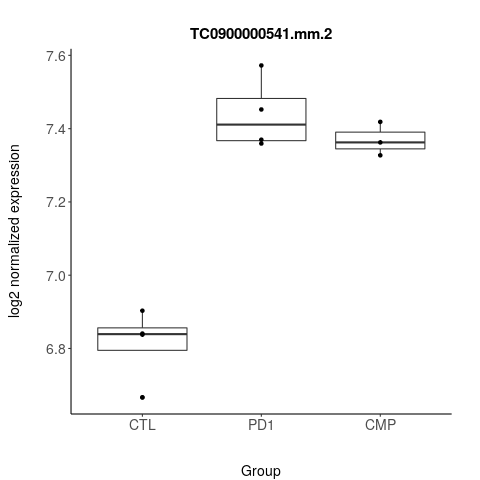 TC0900000541.mm.2
7.6
7.4
7.2
7.0
6.8
log2 normalized expression
CTL PD1 CMP
Group